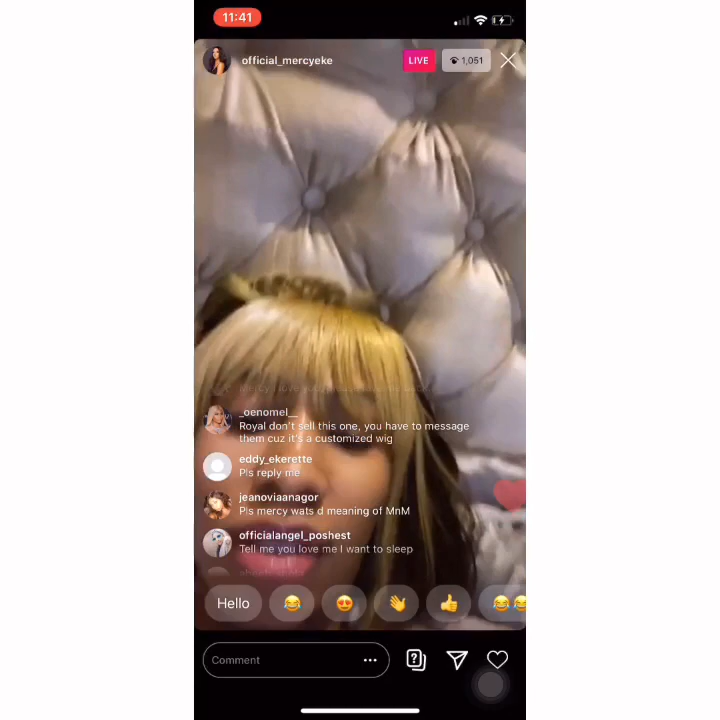 11:41
official_mercyeke
LIVE
1,051
_oenomel__
Royal don't sell this one, you have to message
them cuz it's a customized wig
eddy_ekerette
Pls reply me
jeanoviaanagor
Pls mercy wats d meaning of MnM
officialangel_poshest
Tell me you love me I want to sleep
Hello
Comment